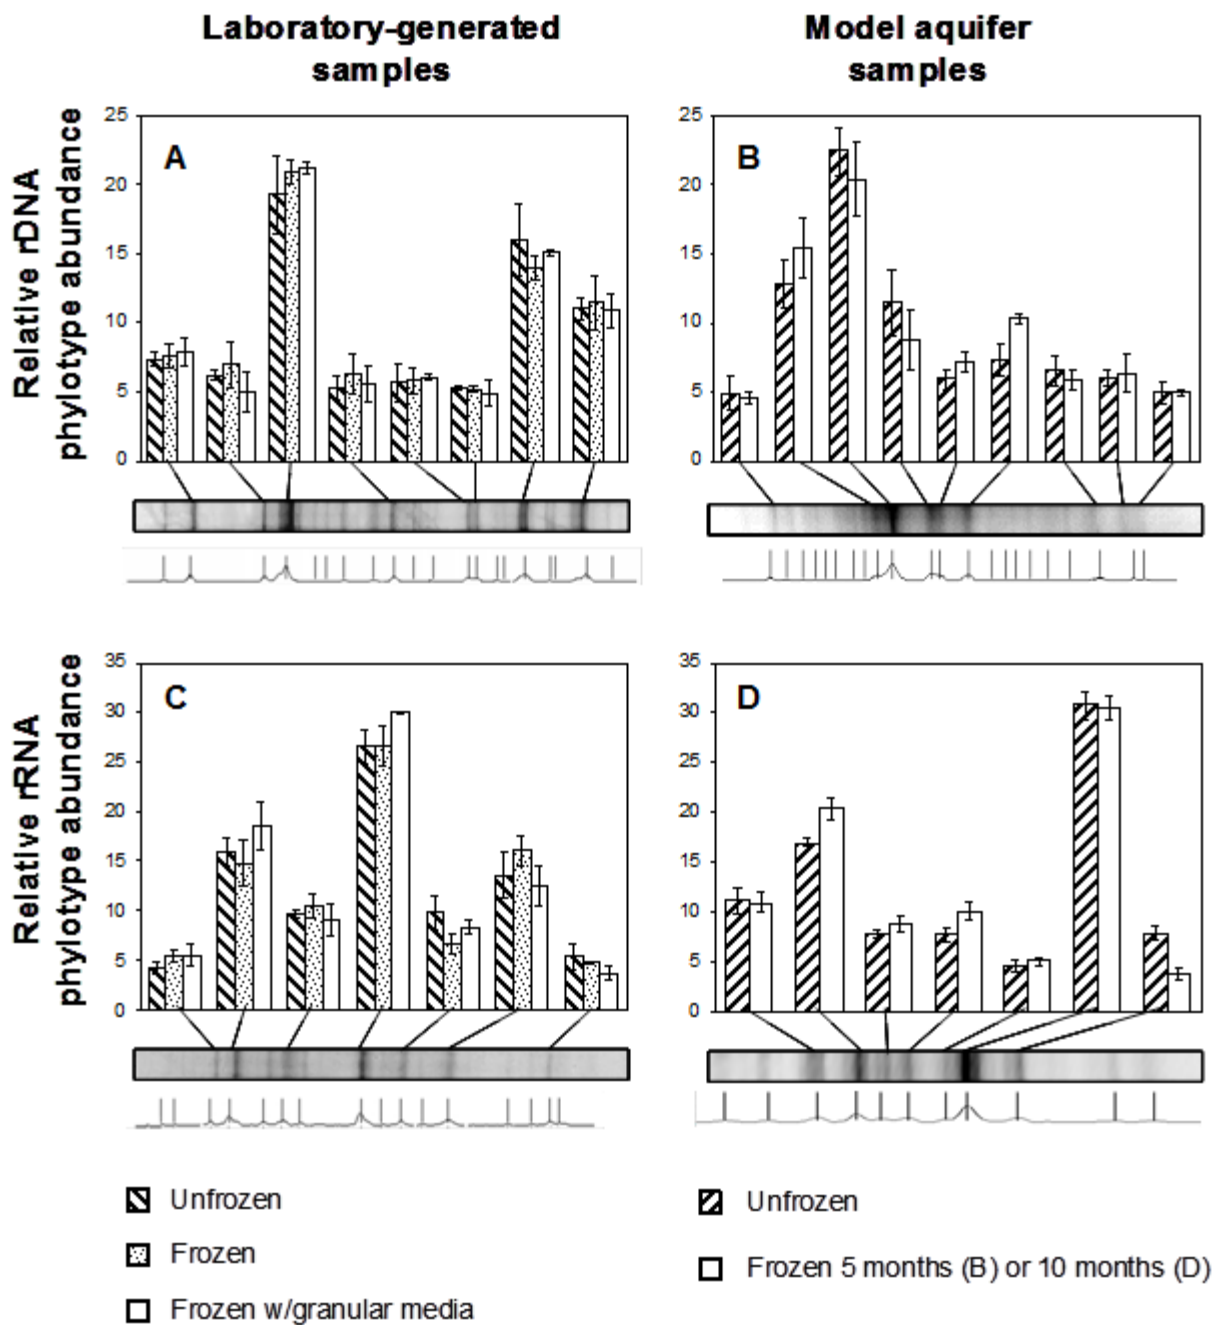 Laboratory-generated
samples
Model aquifer
samples
Relative rDNA
phylotype abundance
25
20
15
10
5
0
A
25
20
15
10
5
0
B
Relative rRNA
phylotype abundance
35
30
25
20
15
10
5
0
C
35
30
25
20
15
10
5
0
D
Unfrozen
Frozen
Frozen w/granular media
Unfrozen
Frozen 5 months (B) or 10 months (D)